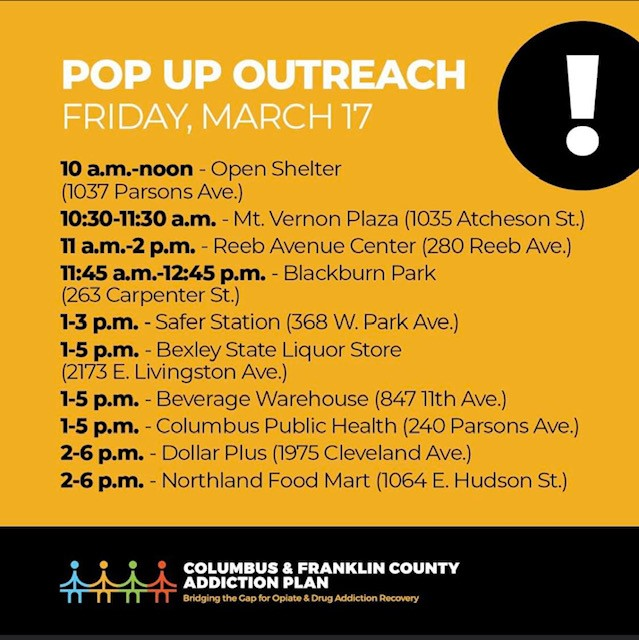 POP UP OUTREACH
FRIDAY, MARCH 17
!
10 a.m.-noon - Open Shelter
(1037 Parsons Ave.)
10:30-11:30 a.m. - Mt. Vernon Plaza (1035 Atcheson St.)
11 a.m.-2 p.m. - Reeb Avenue Center (280 Reeb Ave.)
11:45 a.m.-12:45 p.m. - Blackburn Park
(263 Carpenter St.)
1-3 p.m. - Safer Station (368 W. Park Ave.)
1-5 p.m. - Bexley State Liquor Store
(2173 E. Livingston Ave.)
1-5 p.m. - Beverage Warehouse (847 11th Ave.)
1-5 p.m. - Columbus Public Health (240 Parsons Ave.)
2-6 p.m. - Dollar Plus (1975 Cleveland Ave.)
2-6 p.m. - Northland Food Mart (1064 E. Hudson St.)
COLUMBUS & FRANKLIN COUNTY
ADDICTION PLAN
Bridging the Gap for Opiate & Drug Addiction Recovery